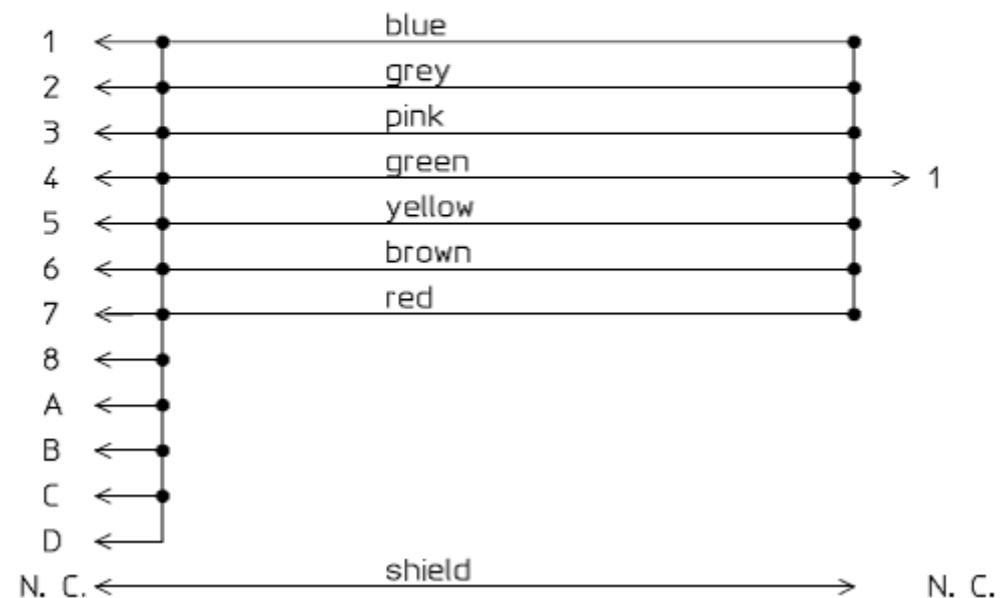 blue
1
grey
2
pink
3
green
4 1
yellow
5
brown
6
red
7
8
A
B
C
D
shield
N. C. N. C.